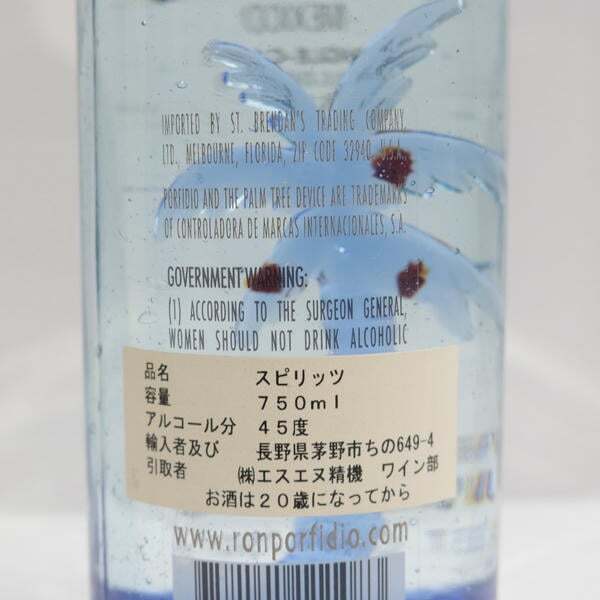 IMPORTED BY ST. BRENDAN'S TRADING COMPANY,
LTD., MELBOURNE, FLORIDA, ZIP CODE 32940, U.S.A.
PORFIDIO AND THE PALM TREE DEVICE ARE TRADEMARKS
OF CONTROLADORA DE MARCAS INTERNACIONALES, S.A.
GOVERNMENT WARNING:
(1) ACCORDING TO THE SURGEON GENERAL,
WOMEN SHOULD NOT DRINK ALCOHOLIC
品名 スピリッツ
容量 750ml
アルコール分 45度
輸入者及び 長野県茅野市ちの649-4
引取者 ㈱エスエヌ精機 ワイン部
お酒は20歳になってから
www.ronporfidio.com